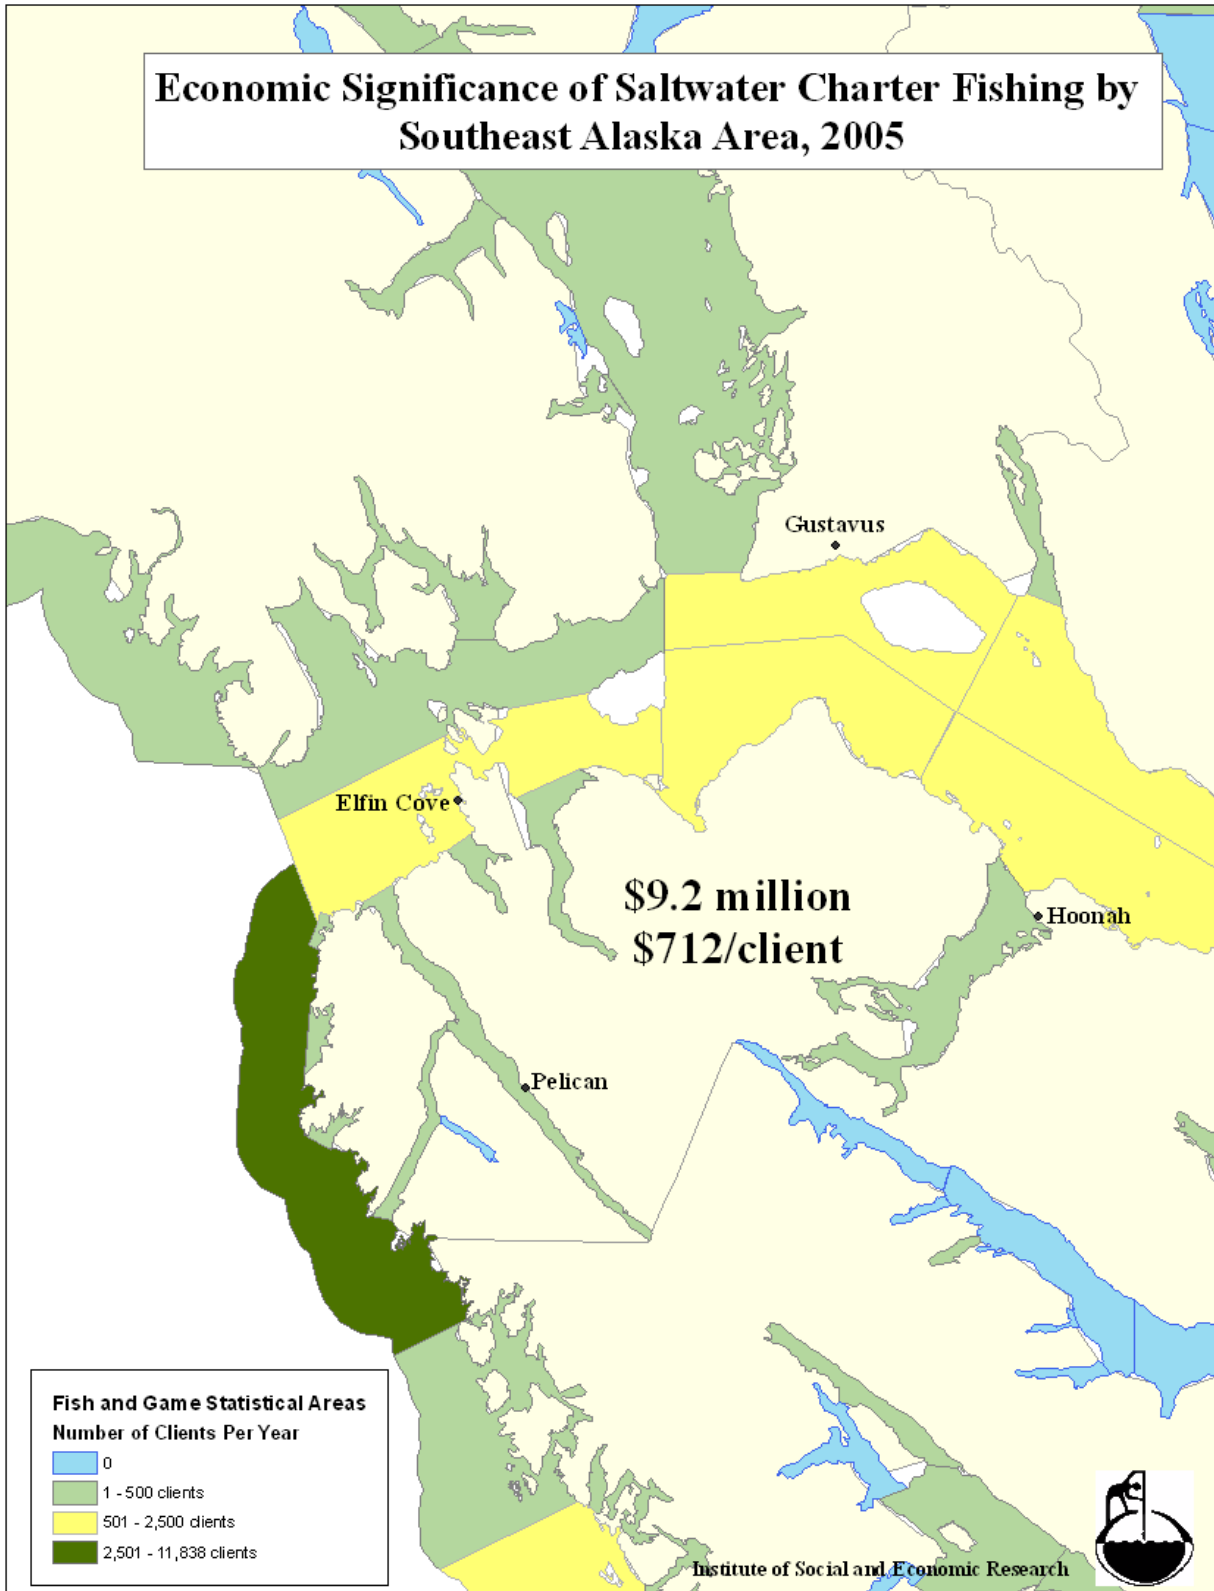 Economic Significance of Saltwater Charter Fishing by
Southeast Alaska Area, 2005
Gustavus
Elfin Cove
$9.2 million
$712/client
Hoonah
Pelican
Fish and Game Statistical Areas
Number of Clients Per Year
0
1 - 500 clients
501 - 2,500 clients
2,501 - 11,838 clients
Institute of Social and Economic Research